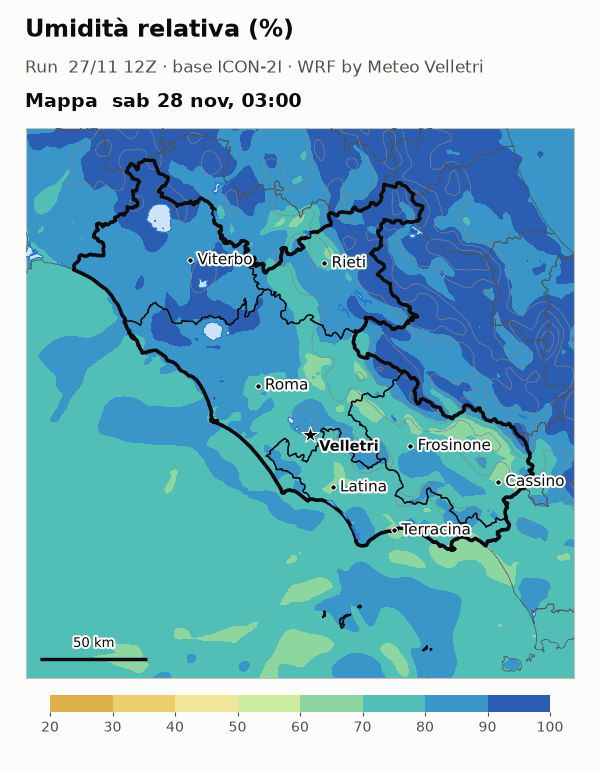 Umidità relativa (%)
Run  27/11 12Z · base ICON-2I · WRF by Meteo Velletri
Mappa  sab 28 nov, 03:00
Viterbo
Rieti
Roma
Velletri
Frosinone
Cassino
Latina
Terracina
50 km
20 30 40 50 60 70 80 90 100